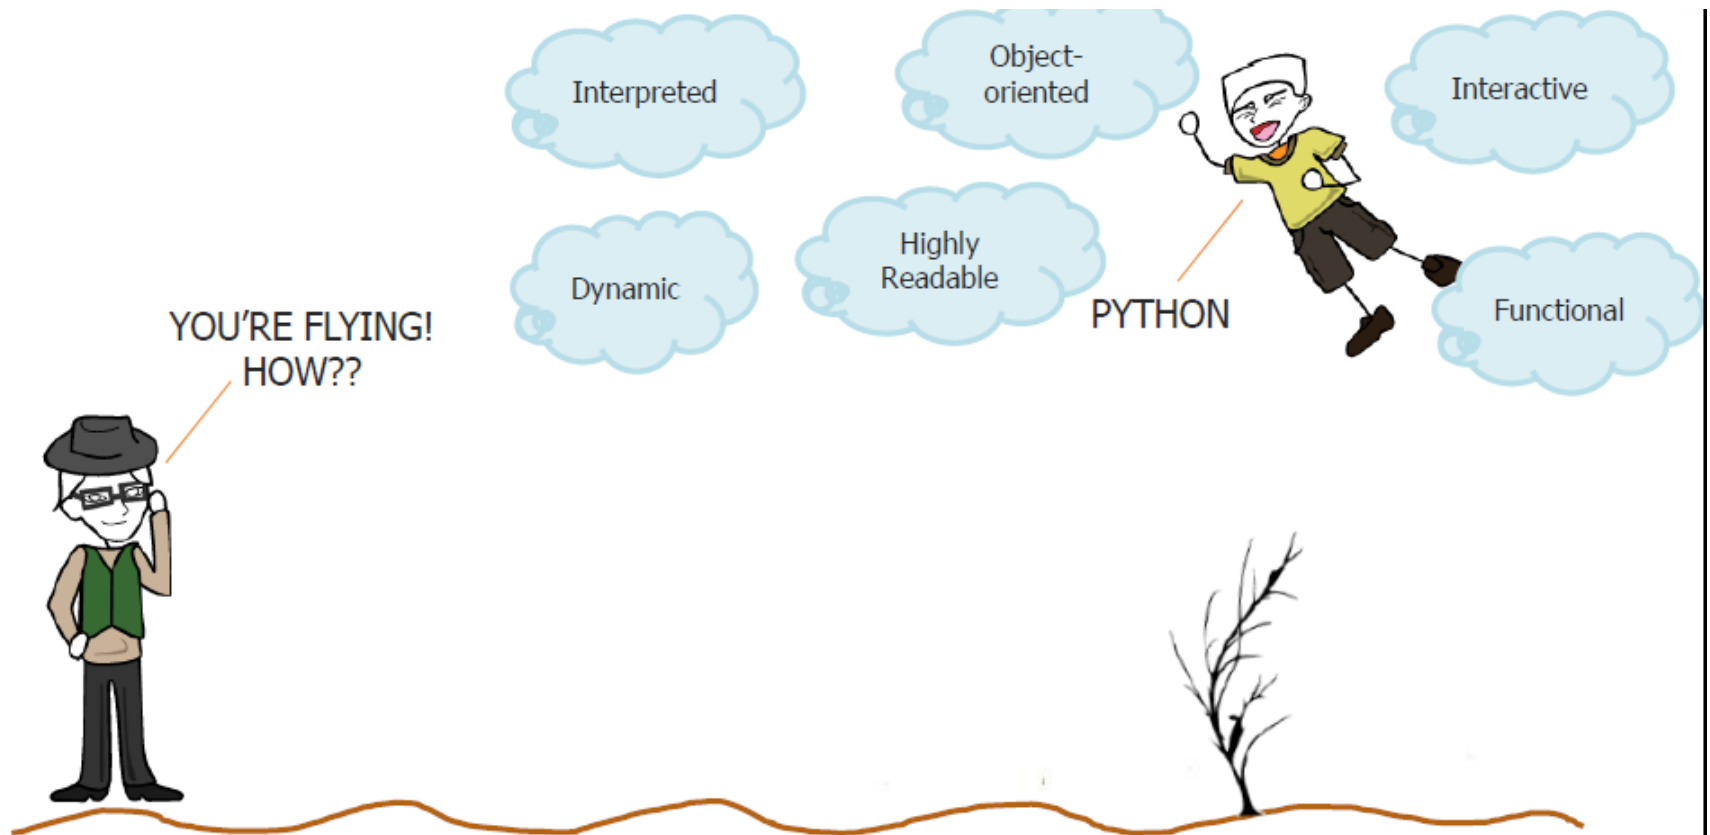 Interpreted
Object-
oriented
Interactive
Dynamic
Highly
Readable
Functional
YOU’RE FLYING!
HOW??
PYTHON